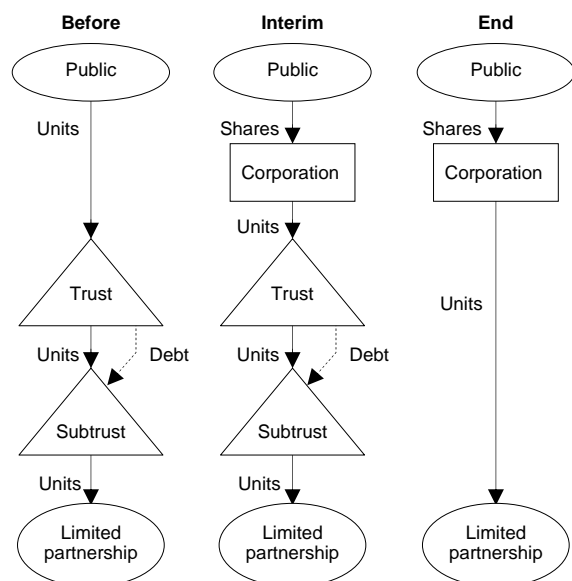 Before
Interim
End
Public
Public
Public
Units
Shares
Shares
Corporation
Corporation
Units
Trust
Trust
Units
Units
Debt
Units
Debt
Subtrust
Subtrust
Units
Units
Limited
partnership
Limited
partnership
Limited
partnership